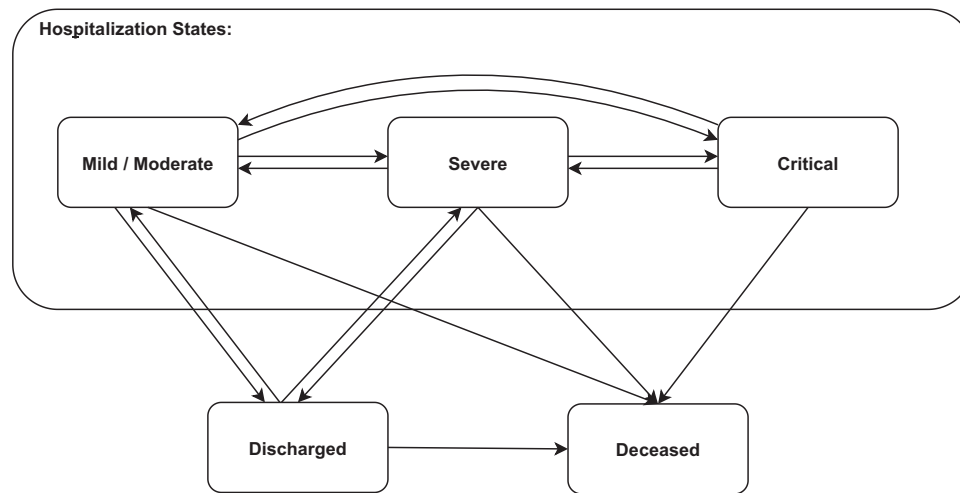 Hospitalization States:
Mild / Moderate
Severe
Critical
Discharged
Deceased